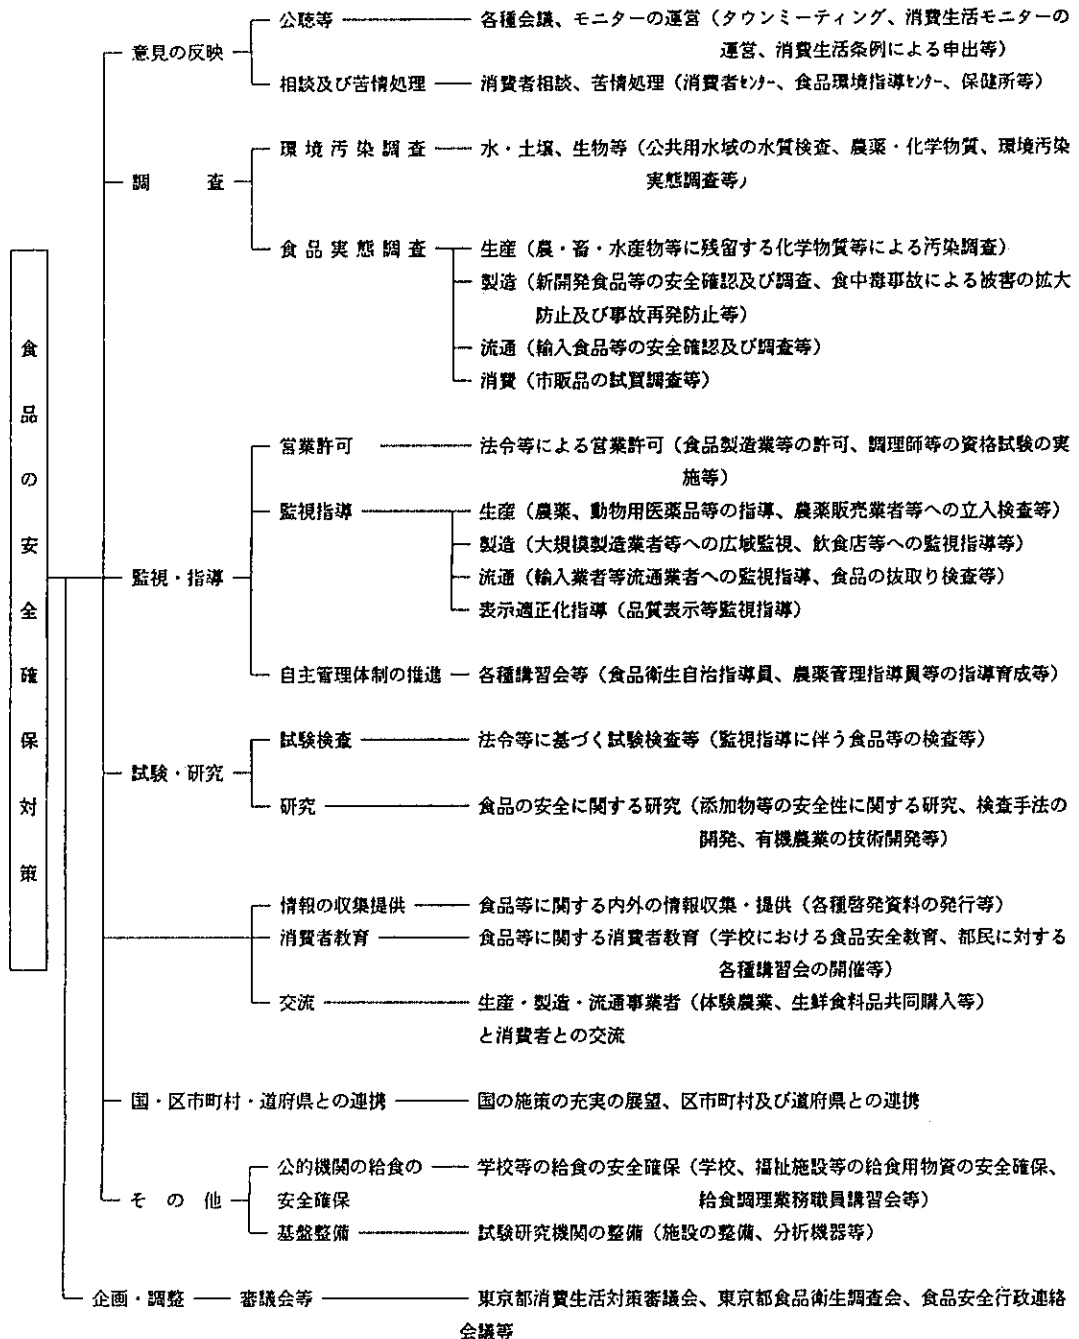 公聴等 各種会議、モニターの運営(タウンミーティング、消費生活モニターの
運営、消費生活条例による申出等)
意見の反映
相談及び苦情処理 消費者相談、苦情処理(消費者センター、食品環境指導センター、保健所等)
環境汚染調査 水・土壌、生物等(公共用水域の水質検査、農薬・化学物質、環境汚染
実態調査等)
調査
食品実態調査 生産(農・畜・水産物等に残留する化学物質等による汚染調査)
製造(新開発食品等の安全確認及び調査、食中毒事故による被害の拡大
防止及び事故再発防止等)
流通(輸入食品等の安全確認及び調査等)
消費(市販品の試買調査等)
食品の安全確保対策
営業許可 法令等による営業許可(食品製造業等の許可、調理師等の資格試験の実
施等)
監視指導 生産(農薬、動物用医薬品等の指導、農薬販売業者等への立入検査等)
製造(大規模製造業者等への広域監視、飲食店等への監視指導等)
監視・指導 流通(輸入業者等流通業者への監視指導、食品の抜取り検査等)
表示適正化指導(品質表示等監視指導)
自主管理体制の推進 各種講習会等(食品衛生自治指導員、農薬管理指導員等の指導育成等)
試験検査 法令等に基づく試験検査等(監視指導に伴う食品等の検査等)
試験・研究
研究 食品の安全に関する研究(添加物等の安全性に関する研究、検査手法の
開発、有機農業の技術開発等)
情報の収集提供 食品等に関する内外の情報収集・提供(各種啓発資料の発行等)
消費者教育 食品等に関する消費者教育(学校における食品安全教育、都民に対する
各種講習会の開催等)
交流 生産・製造・流通事業者(体験農業、生鮮食料品共同購入等)
と消費者との交流
国・区市町村・道府県との連携 国の施策の充実の展望、区市町村及び道府県との連携
公的機関の給食の 学校等の給食の安全確保(学校、福祉施設等の給食用物資の安全確保、
その他 安全確保 給食調理業務職員講習会等)
基盤整備 試験研究機関の整備(施設の整備、分析機器等)
企画・調整 審議会等 東京都消費生活対策審議会、東京都食品衛生調査会、食品安全行政連絡
会議等